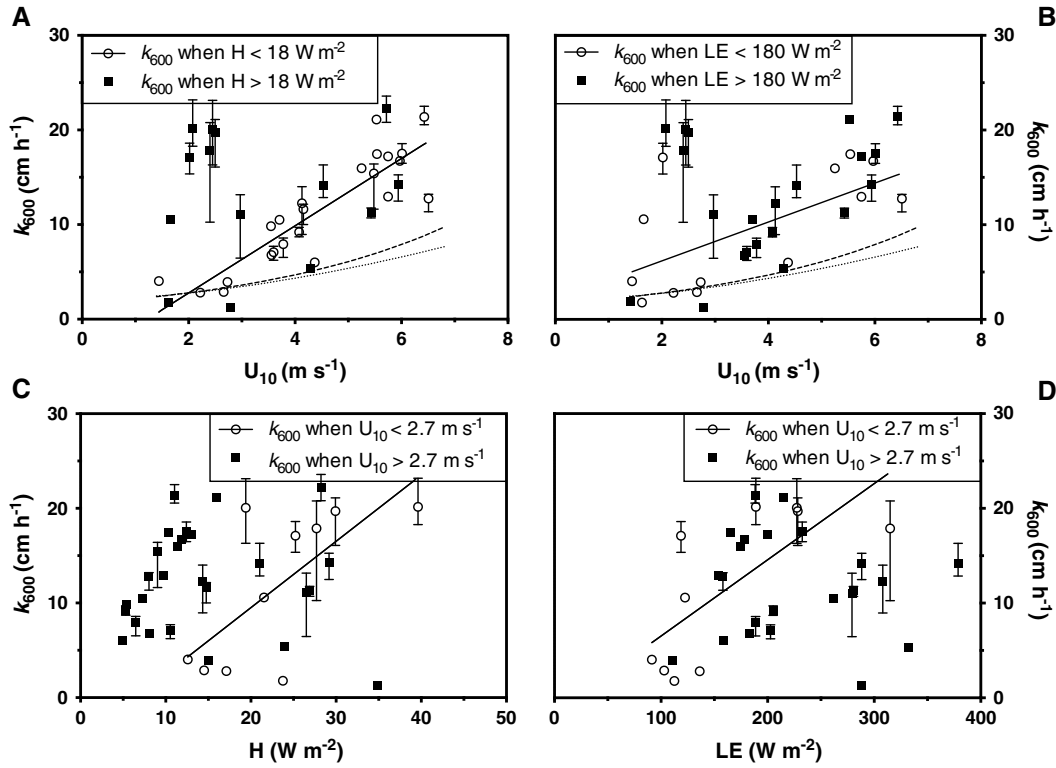 A
B
30
20
10
0
k600 (cm h-1)
k600 when H < 18 W m-2
k600 when H > 18 W m-2
0 2 4 6 8
U10 (m s-1)
k600 when LE < 180 W m-2
k600 when LE > 180 W m-2
30
20
10
0
k600 (cm h-1)
0 2 4 6 8
U10 (m s-1)
C
D
30
20
10
0
k600 (cm h-1)
k600 when U10 < 2.7 m s-1
k600 when U10 > 2.7 m s-1
0 10 20 30 40 50
H (W m-2)
k600 when U10 < 2.7 m s-1
k600 when U10 > 2.7 m s-1
30
20
10
0
k600 (cm h-1)
100 200 300 400
LE (W m-2)